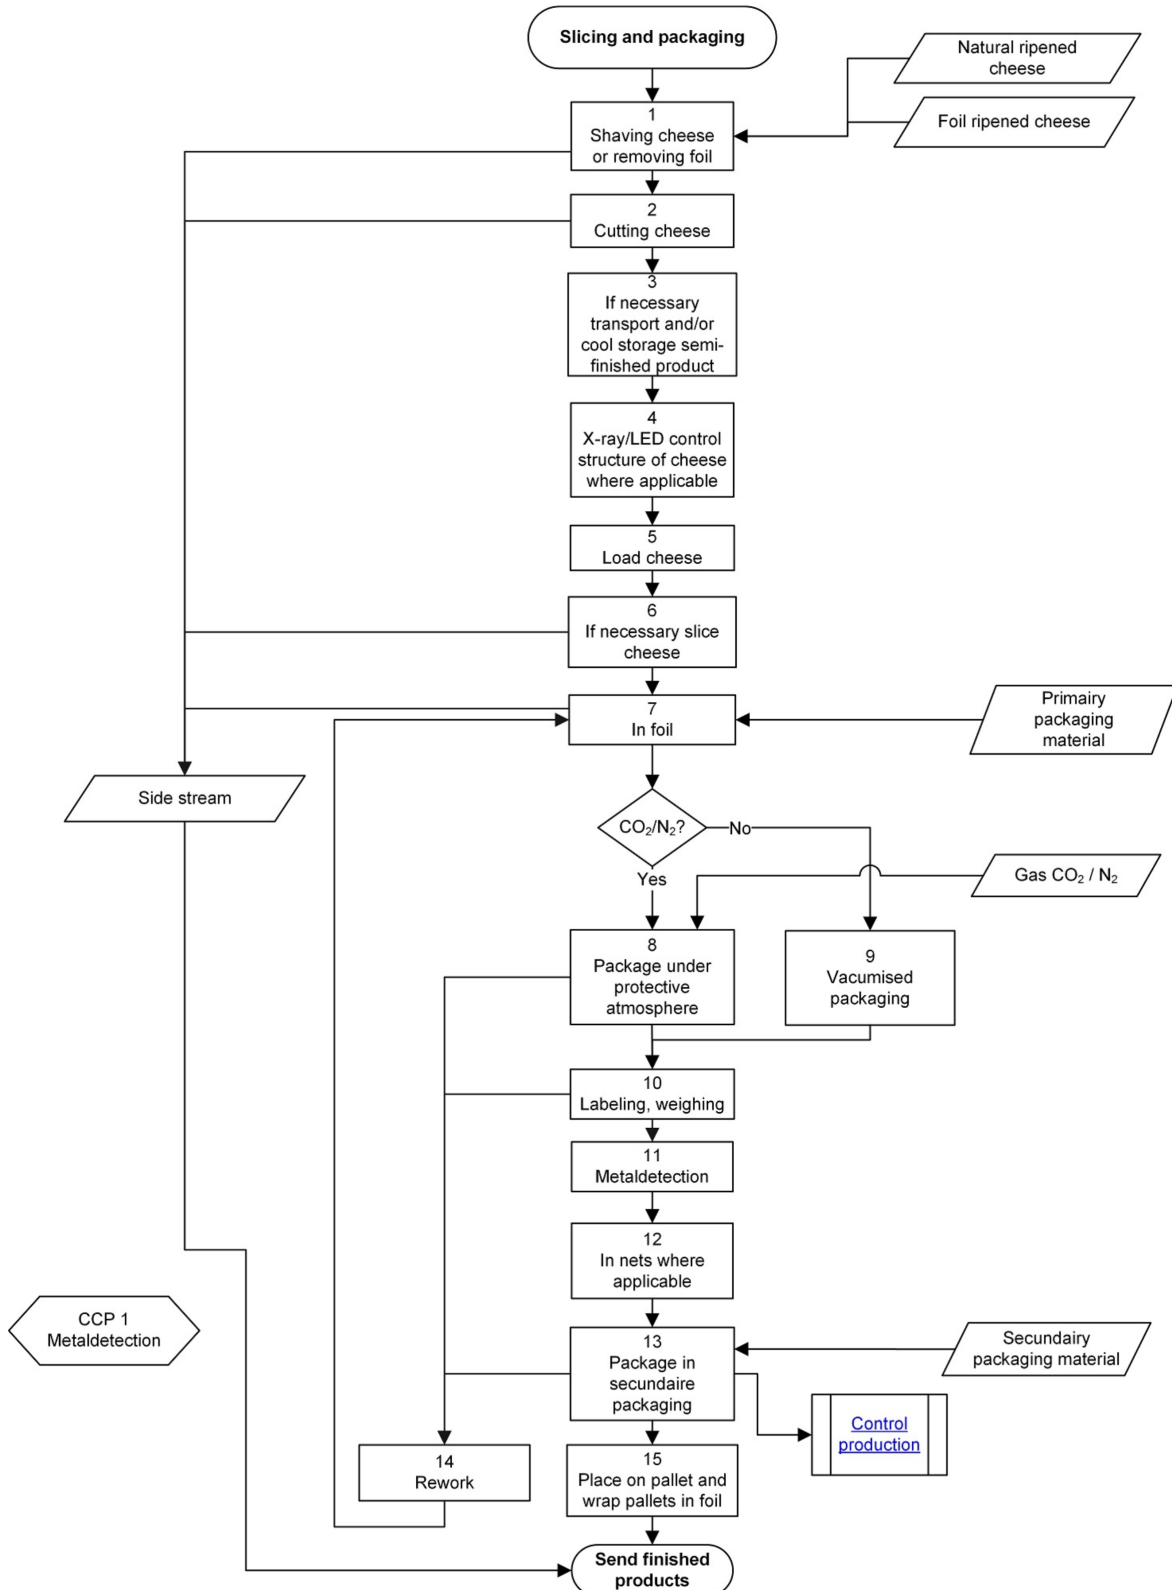 Slicing and packaging
Natural ripened
cheese
Foil ripened cheese
1
Shaving cheese
or removing foil
2
Cutting cheese
3
If necessary
transport and/or
cool storage semi-
finished product
4
X-ray/LED control
structure of cheese
where applicable
5
Load cheese
6
If necessary slice
cheese
7
In foil
Primairy
packaging
material
Side stream
CO₂/N₂?
No
Yes
Gas CO₂ / N₂
8
Package under
protective
atmosphere
9
Vacumised
packaging
10
Labeling, weighing
11
Metaldetection
12
In nets where
applicable
CCP 1
Metaldetection
13
Package in
secundaire
packaging
Secundairy
packaging material
Control
production
14
Rework
15
Place on pallet and
wrap pallets in foil
Send finished
products